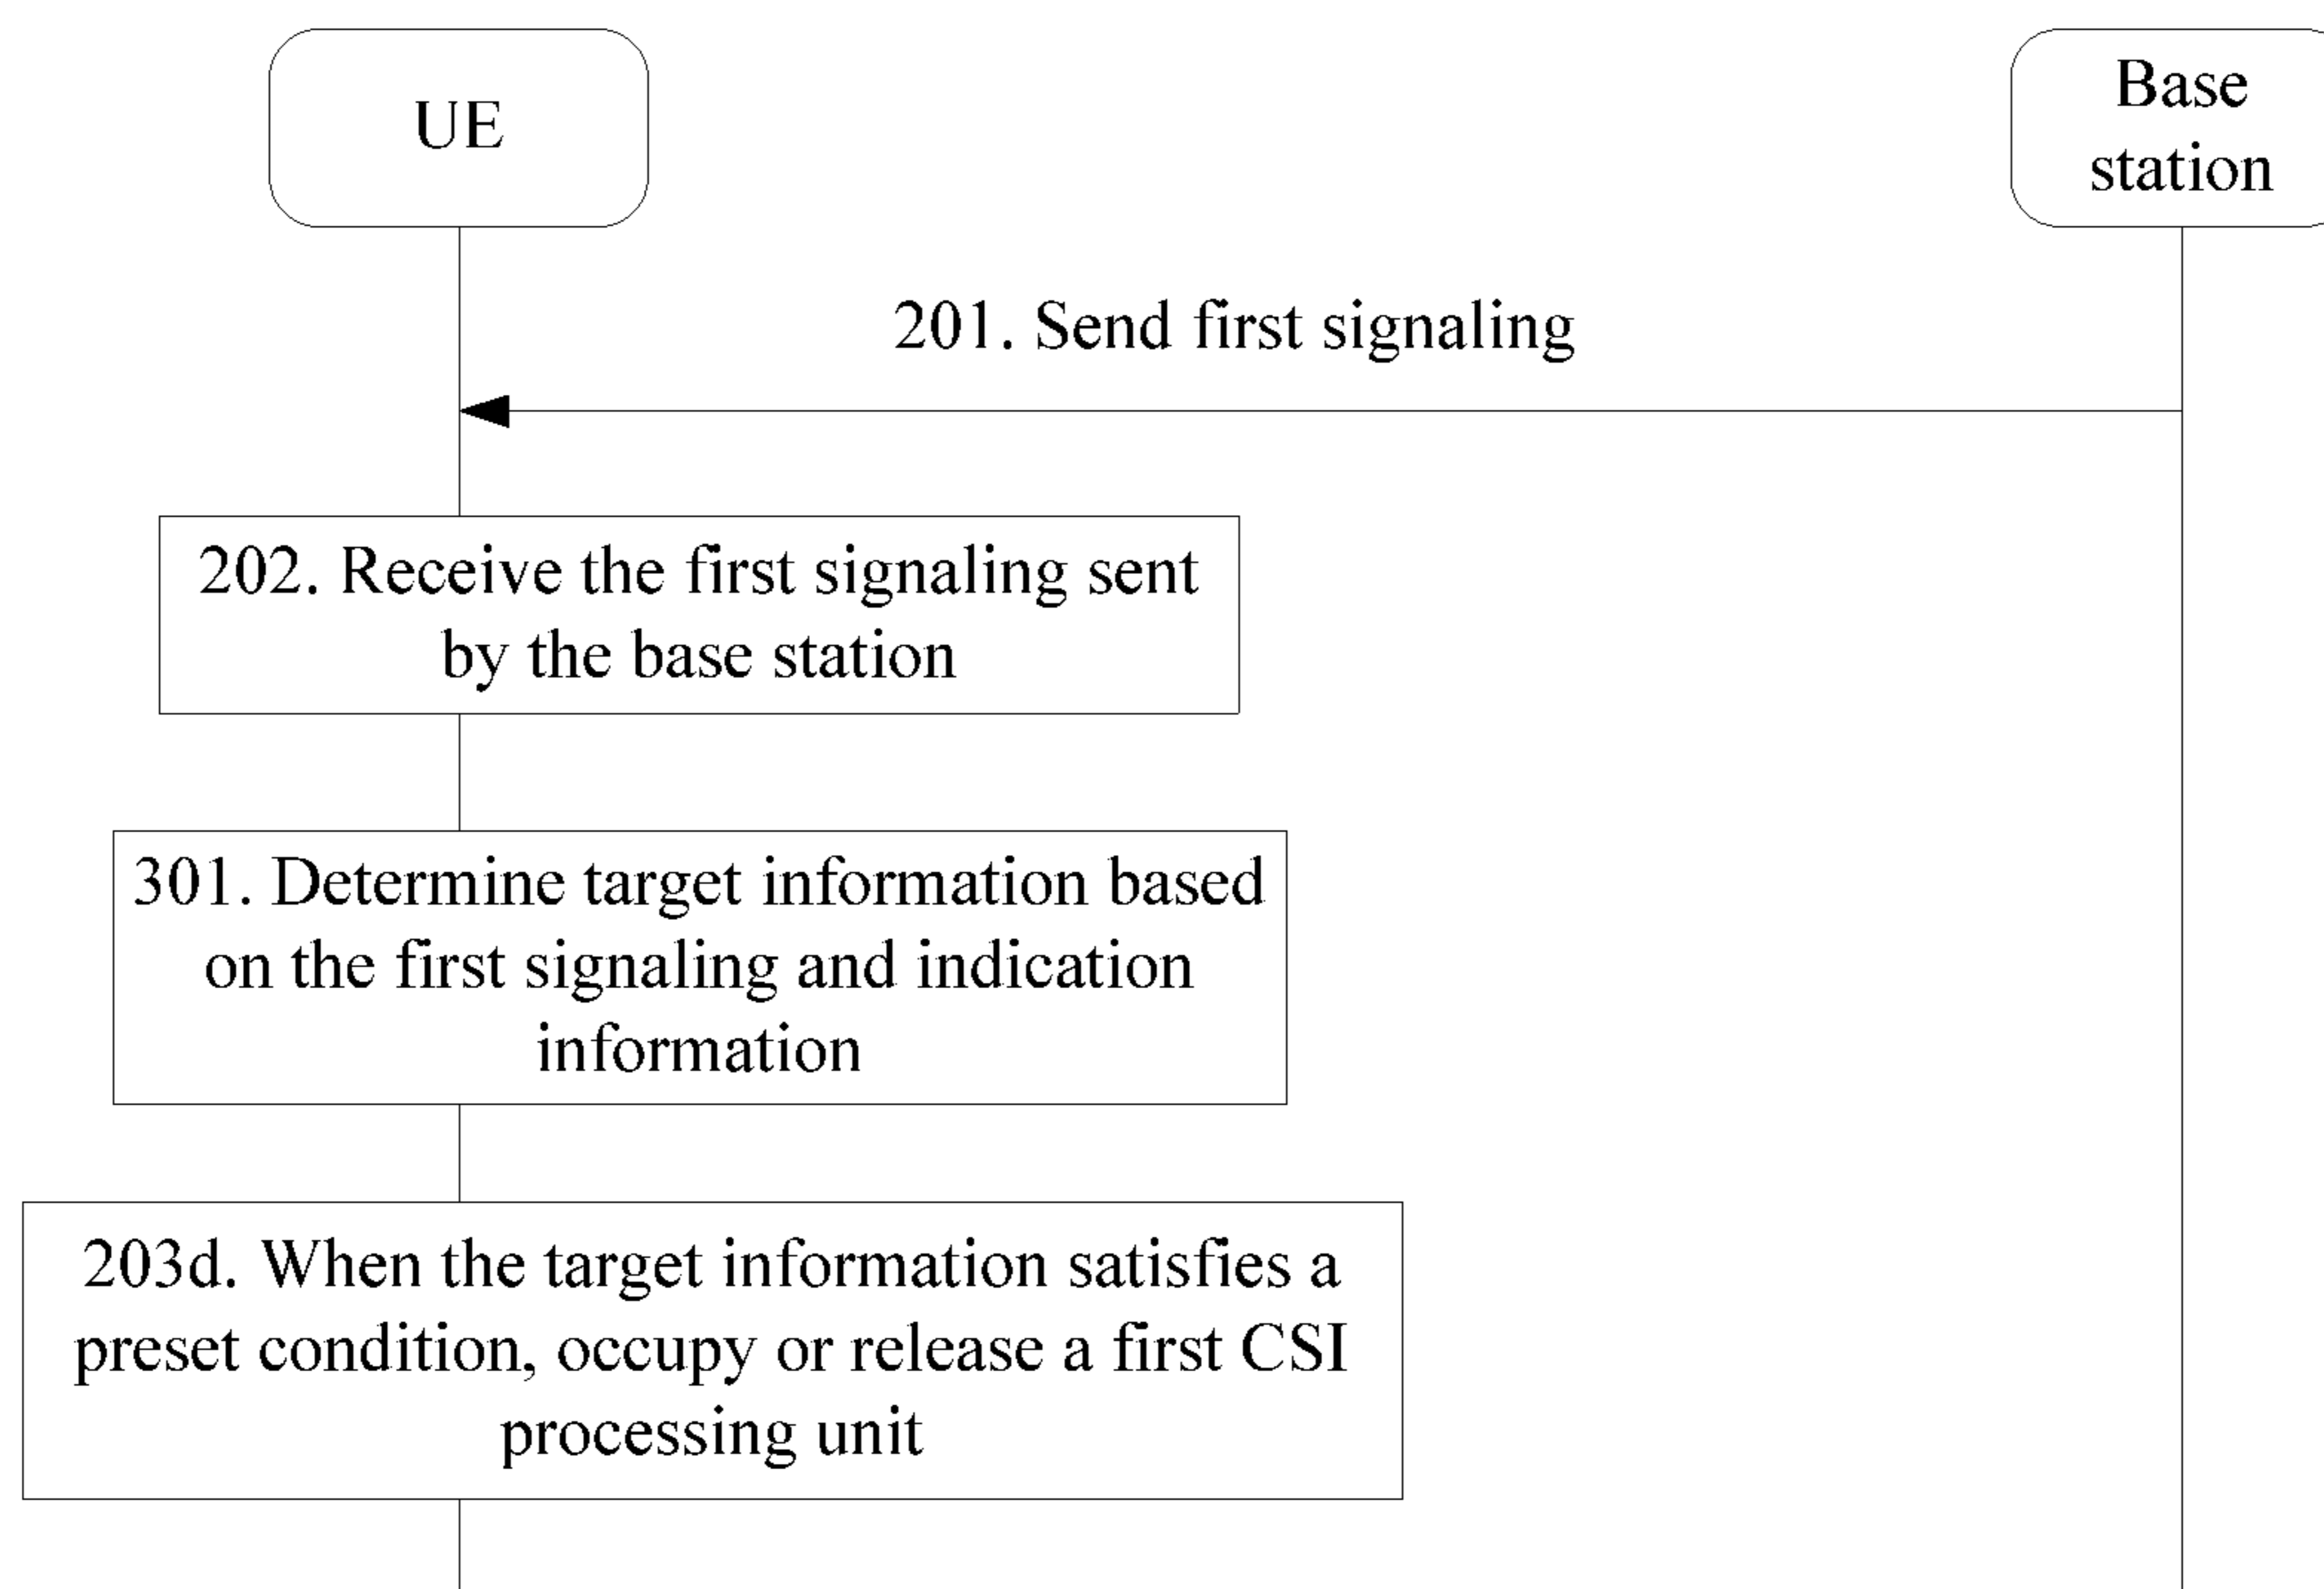 UE
Base
station
201. Send first signaling
202. Receive the first signaling sent
by the base station
301. Determine target information based
on the first signaling and indication
information
203d. When the target information satisfies a
preset condition, occupy or release a first CSI
processing unit